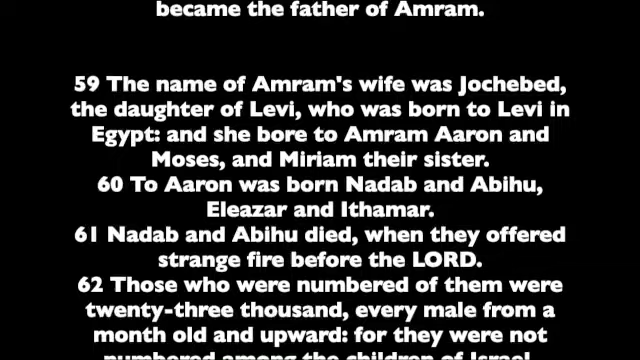 became the father of Amram.
59 The name of Amram's wife was Jochebed,
the daughter of Levi, who was born to Levi in
Egypt: and she bore to Amram Aaron and
Moses, and Miriam their sister.
60 To Aaron was born Nadab and Abihu,
Eleazar and Ithamar.
61 Nadab and Abihu died, when they offered
strange fire before the LORD.
62 Those who were numbered of them were
twenty-three thousand, every male from a
month old and upward: for they were not
numbered among the children of Israel